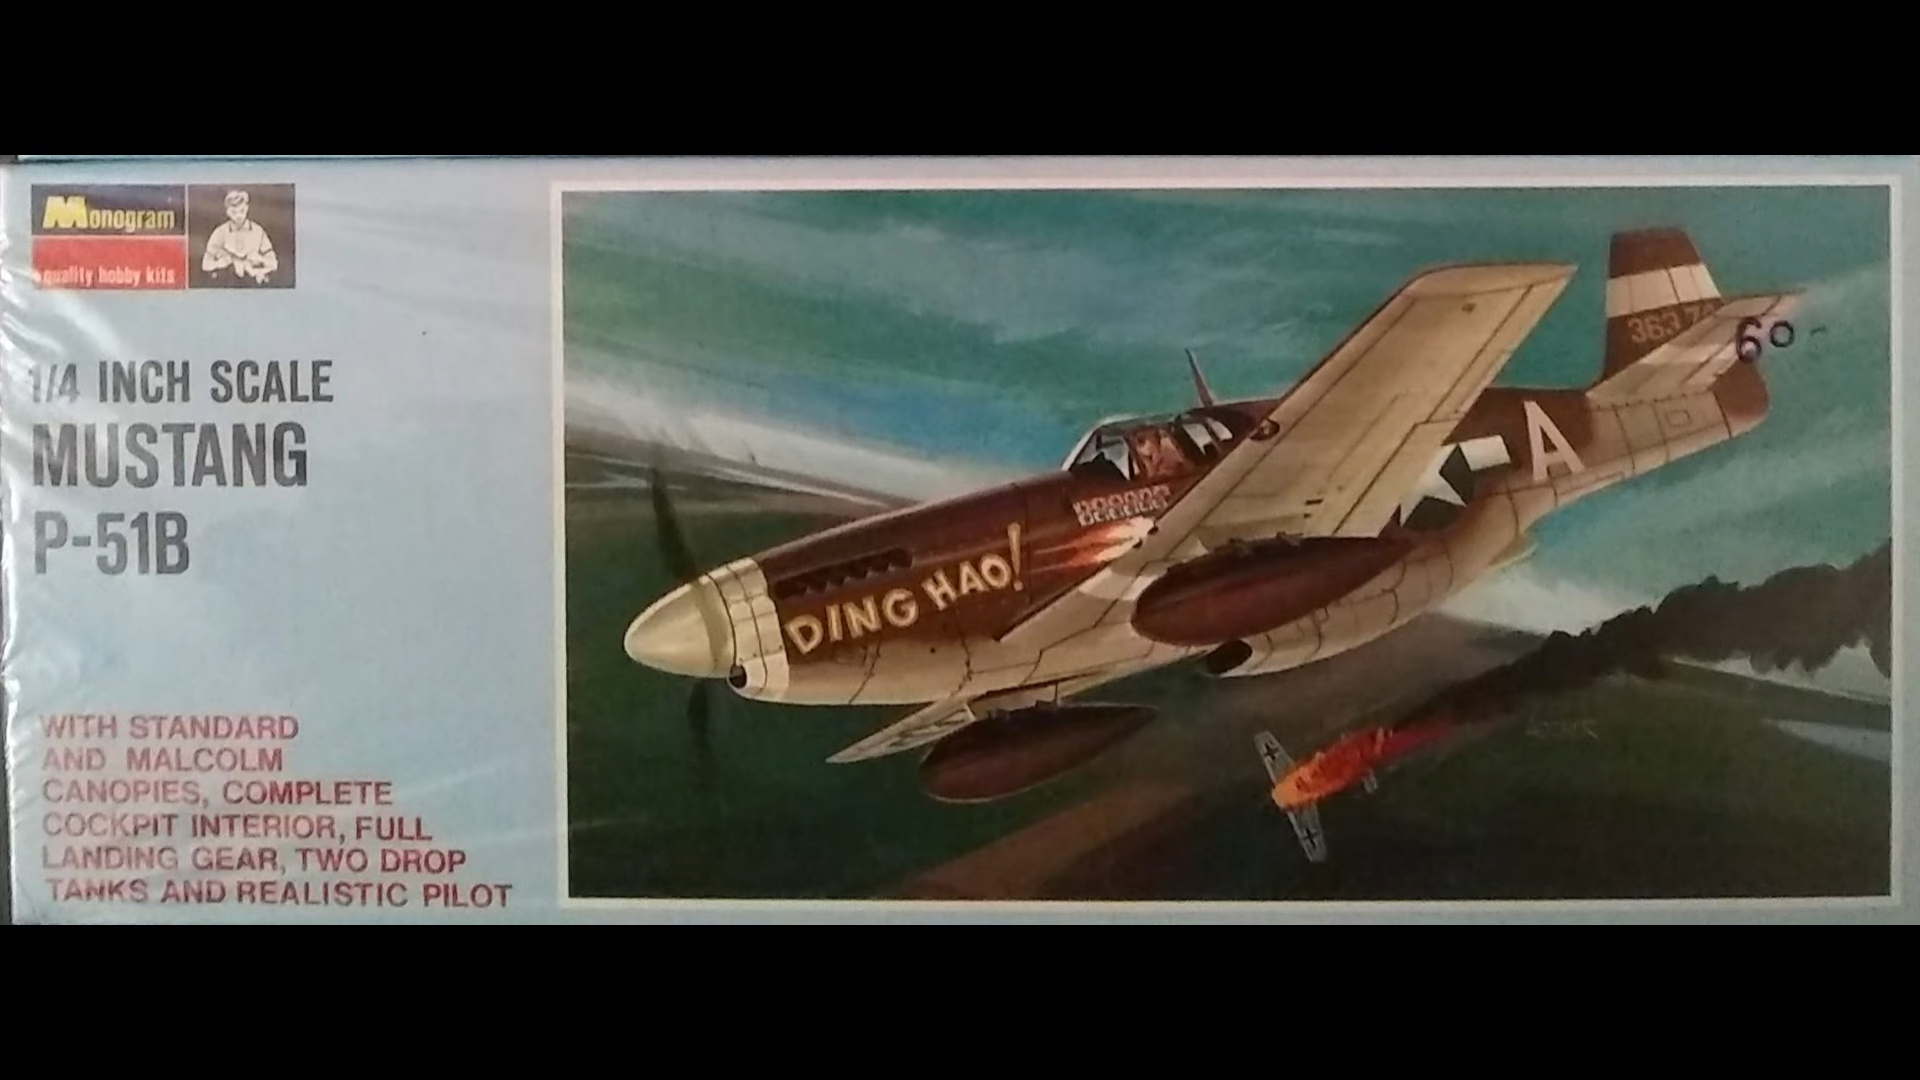 Monogram
quality hobby kits
1/4 INCH SCALE
MUSTANG
P-51B
WITH STANDARD
AND MALCOLM
CANOPIES, COMPLETE
COCKPIT INTERIOR, FULL
LANDING GEAR, TWO DROP
TANKS AND REALISTIC PILOT
DING HAO!
A